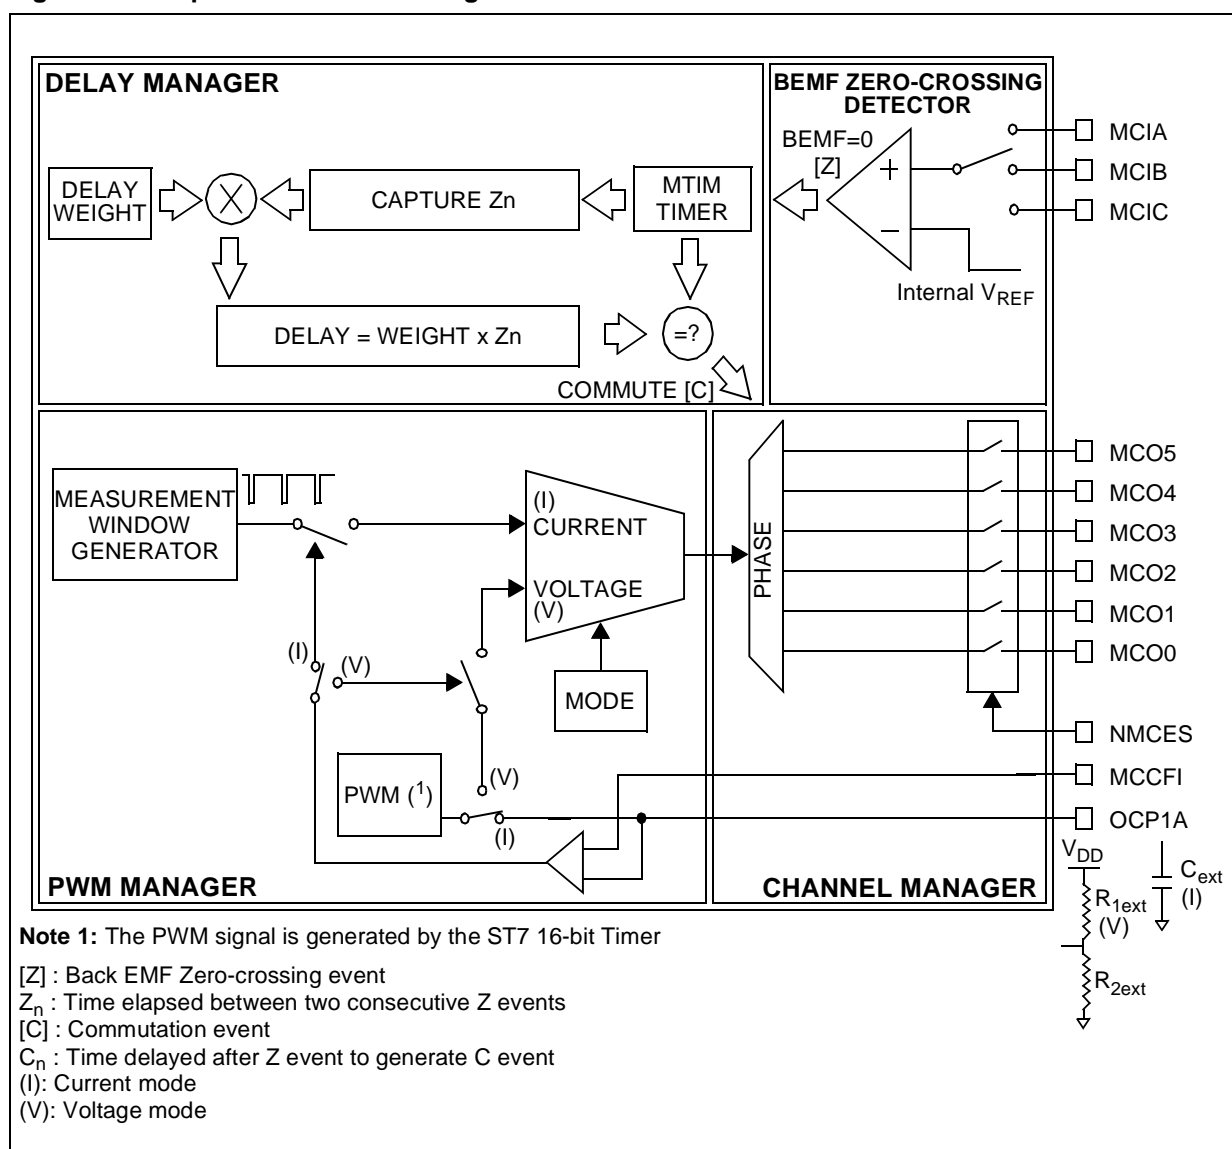 DELAY MANAGER
BEMF ZERO-CROSSING
DETECTOR
BEMF=0
[Z]
+
−
Internal VREF
MCIA
MCIB
MCIC
DELAY
WEIGHT
X
CAPTURE Zn
MTIM
TIMER
DELAY = WEIGHT x Zn
=?
COMMUTE [C]
MEASUREMENT
WINDOW
GENERATOR
(I)
CURRENT
VOLTAGE
(V)
(I)
(V)
MODE
PWM (1)
(V)
(I)
PWM MANAGER
PHASE
CHANNEL MANAGER
MCO5
MCO4
MCO3
MCO2
MCO1
MCO0
NMCES
MCCFI
OCP1A
VDD
R1ext
(V)
R2ext
Cext
(I)
Note 1: The PWM signal is generated by the ST7 16-bit Timer
[Z] : Back EMF Zero-crossing event
Zn : Time elapsed between two consecutive Z events
[C] : Commutation event
Cn : Time delayed after Z event to generate C event
(I): Current mode
(V): Voltage mode